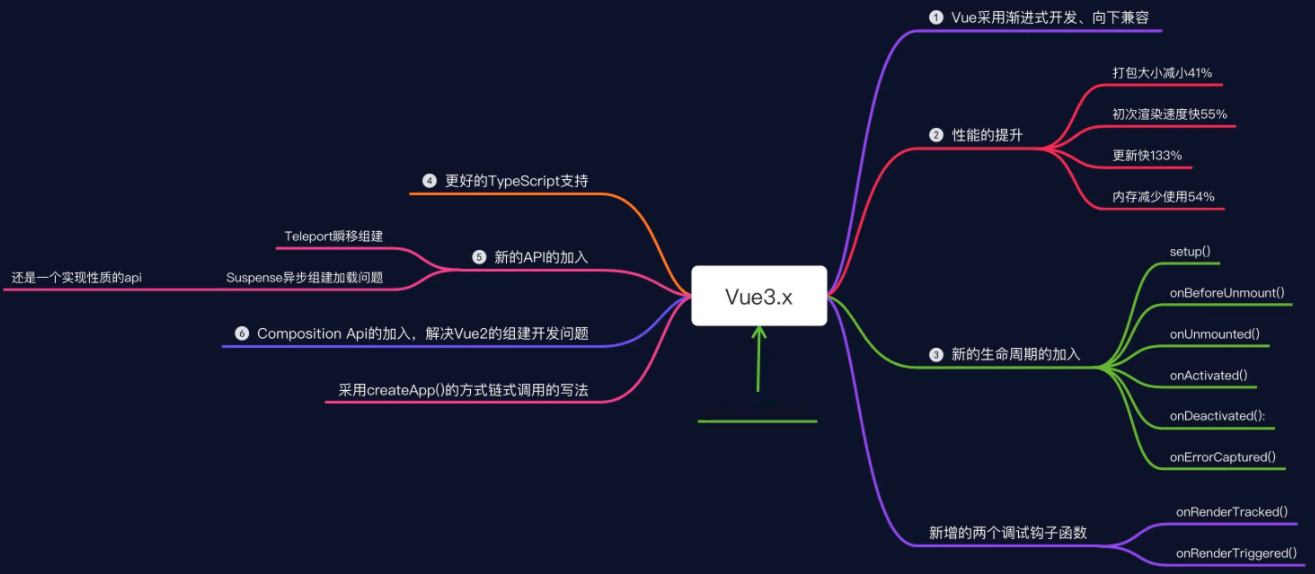 Vue3.x
1 Vue采用渐进式开发、向下兼容
2 性能的提升
打包大小减小41%
初次渲染速度快55%
更新快133%
内存减少使用54%
3 新的生命周期的加入
setup()
onBeforeUnmount()
onUnmounted()
onActivated()
onDeactivated():
onErrorCaptured()
新增的两个调试钩子函数
onRenderTracked()
onRenderTriggered()
4 更好的TypeScript支持
5 新的API的加入
Teleport瞬移组建
Suspense异步组建加载问题
还是一个实现性质的api
6 Composition Api的加入，解决Vue2的组建开发问题
采用createApp()的方式链式调用的写法